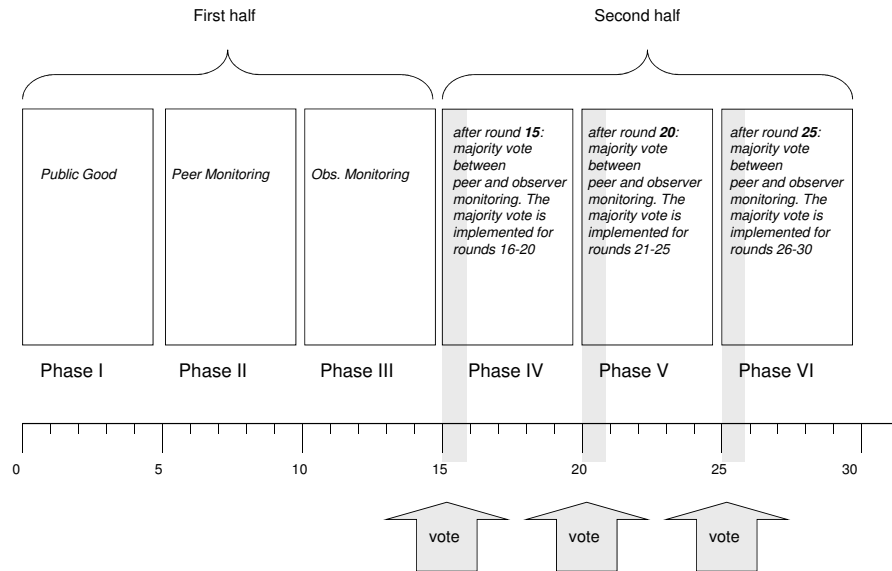 First half
Second half
Public Good
Peer Monitoring
Obs. Monitoring
after round 15:
majority vote
between
peer and observer
monitoring. The
majority vote is
implemented for
rounds 16-20
after round 20:
majority vote
between
peer and observer
monitoring. The
majority vote is
implemented for
rounds 21-25
after round 25:
majority vote
between
peer and observer
monitoring. The
majority vote is
implemented for
rounds 26-30
Phase I
Phase II
Phase III
Phase IV
Phase V
Phase VI
0
5
10
15
20
25
30
vote
vote
vote